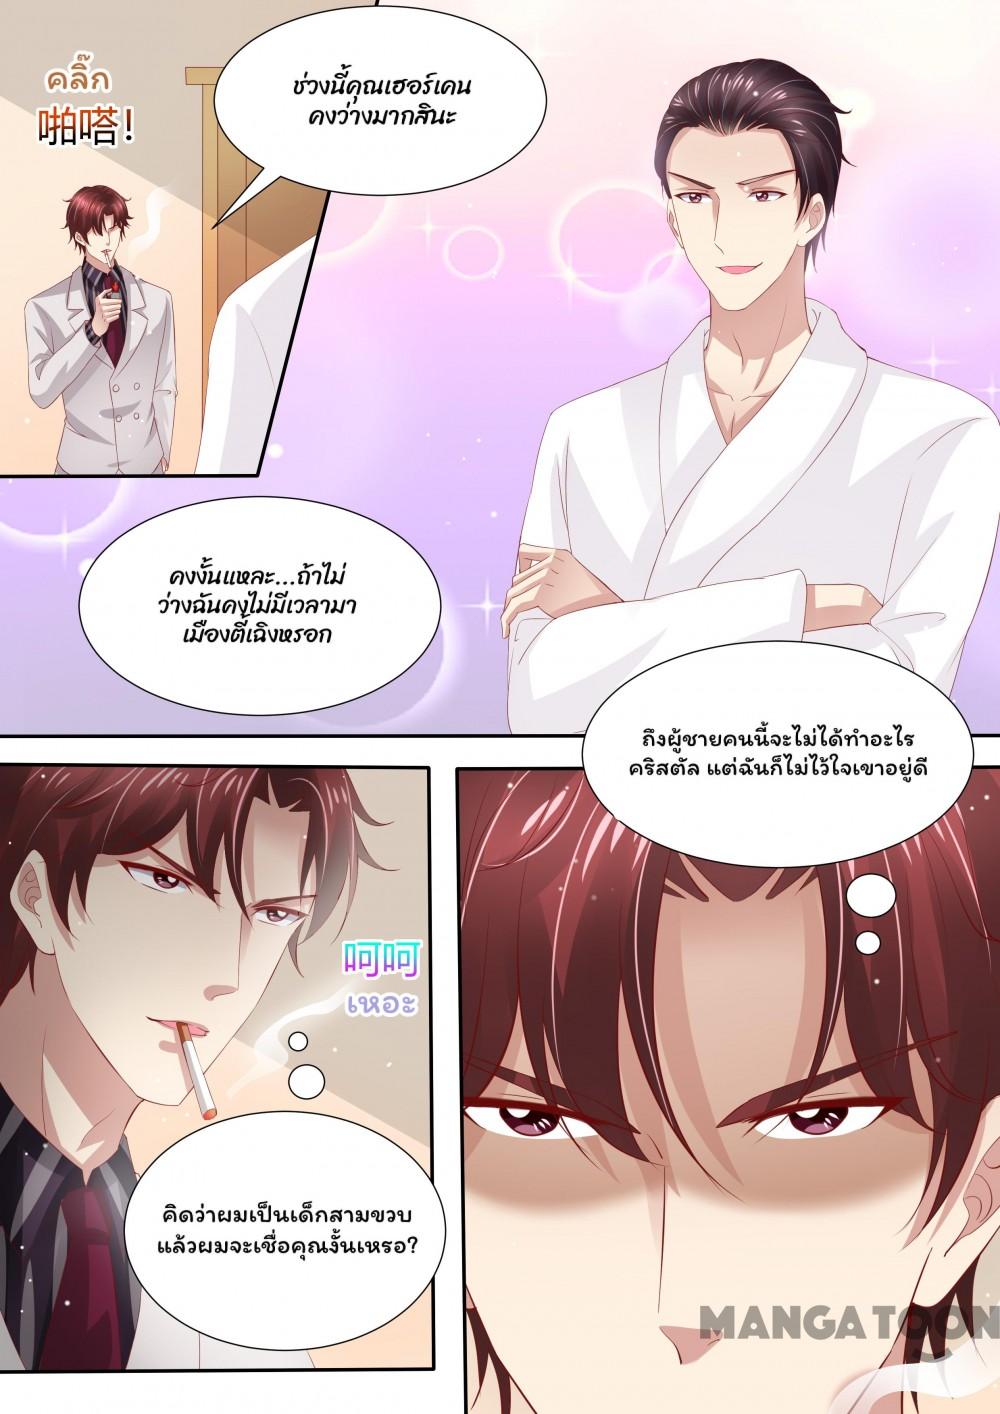 คลิ๊ก
啪嗒!
ช่วงนี้คุณเฮอร์เคน
คงว่างมากสินะ
คงงั้นแหละ...ถ้าไม่
ว่างฉันคงไม่มีเวลามา
เมืองตี้เฉิงหรอก
ถึงผู้ชายคนนี้จะไม่ได้ทำอะไร
คริสตัล แต่ฉันก็ไม่ไว้ใจเขาอยู่ดี
呵呵
เหอะ
คิดว่าผมเป็นเด็กสามขวบ
แล้วผมจะเชื่อคุณงั้นเหรอ?
MANGATOON